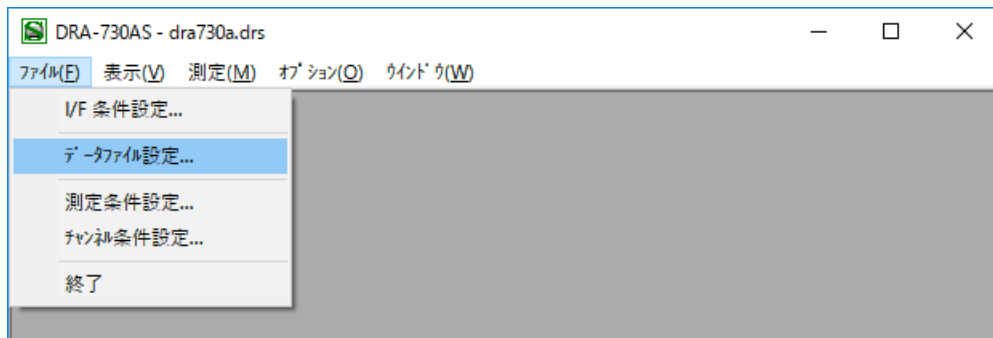 DRA-730AS - dra730a.drs
ﾌｧｲﾙ(F) 表示(V) 測定(M) ｵﾌﾟｼｮﾝ(O) ｳｲﾝﾄﾞｳ(W)
I/F 条件設定...
ﾃﾞｰﾀﾌｧｲﾙ設定...
測定条件設定...
ﾁｬﾝﾈﾙ条件設定...
終了